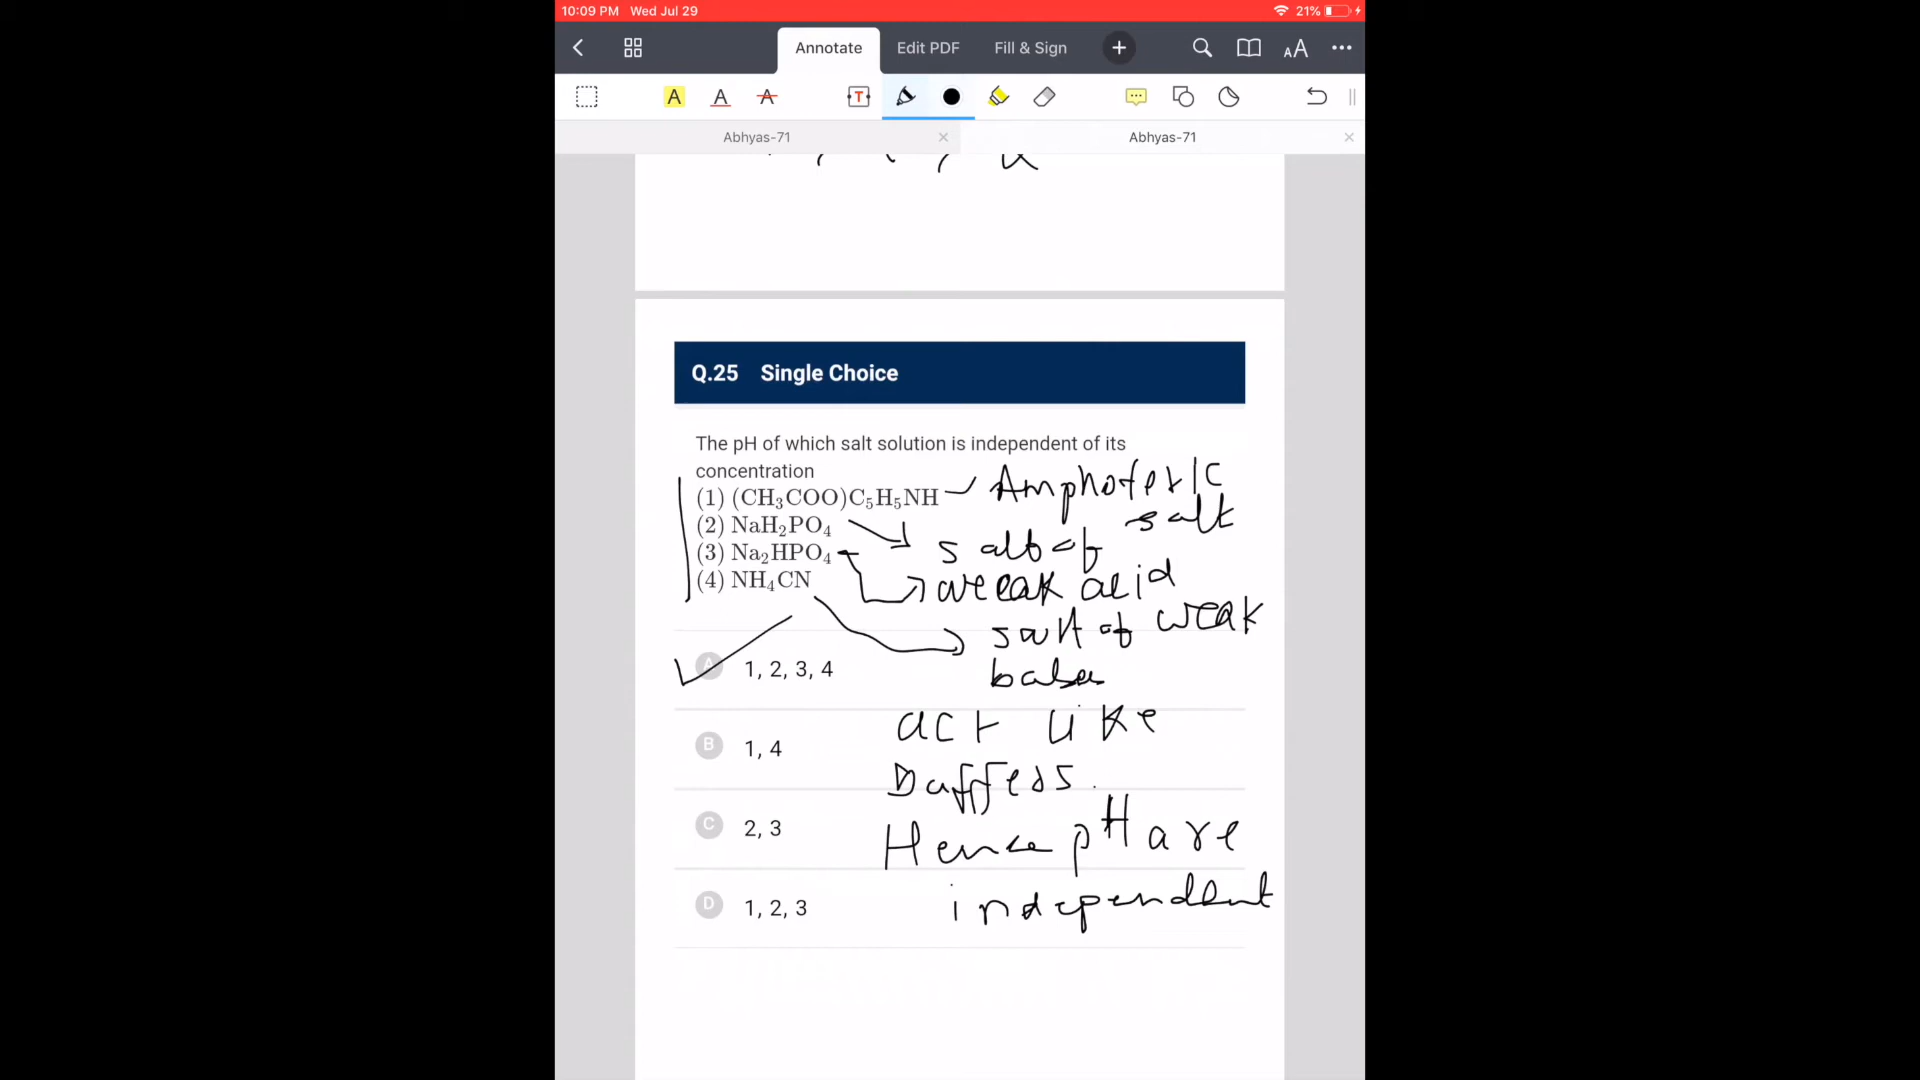 10:09 PM Wed Jul 29
21%
Annotate Edit PDF Fill & Sign
Abhyas-71
Abhyas-71
Q.25 Single Choice
The pH of which salt solution is independent of its
concentration
(1) (CH₃COO)C₅H₅NH
(2) NaH₂PO₄
(3) Na₂HPO₄
(4) NH₄CN
Amphoteric
salt
salt of
weak acid
salt of weak
base
A 1, 2, 3, 4
act like
Buffers.
B 1, 4
Hence pH are
C 2, 3
independent
D 1, 2, 3